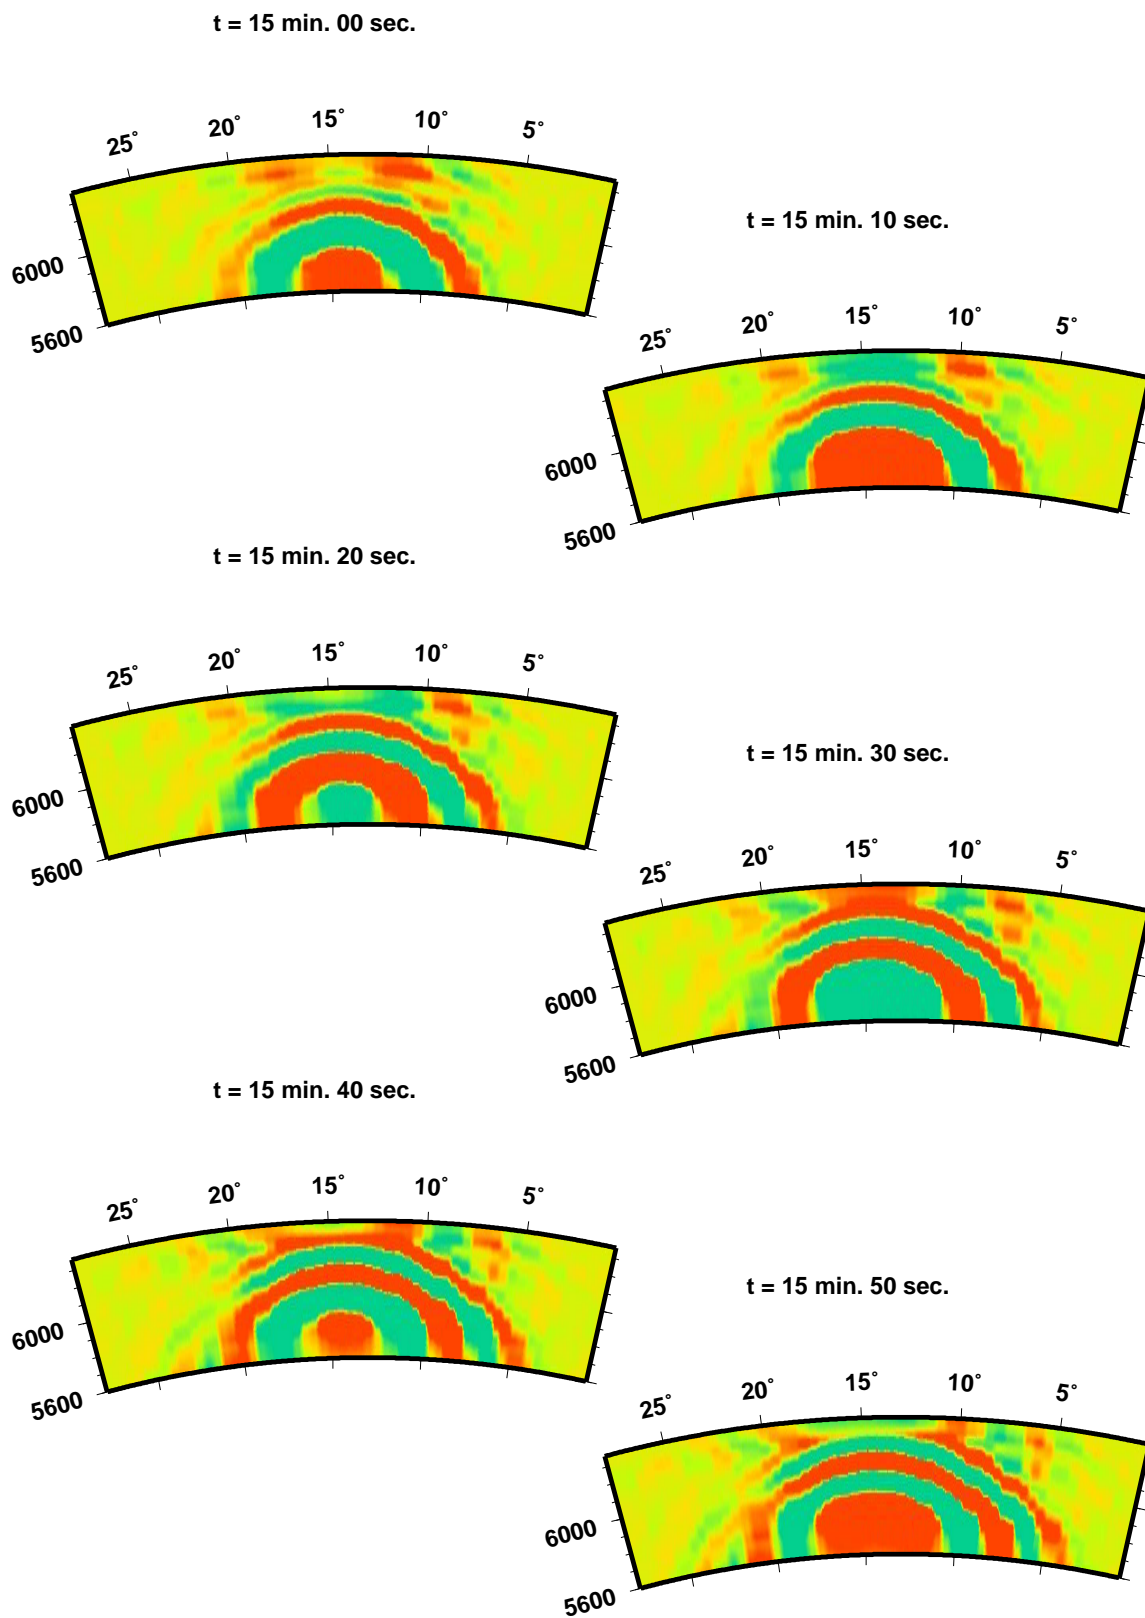 t = 15 min. 00 sec.
25° 20° 15° 10° 5°
6000
5600
t = 15 min. 10 sec.
25° 20° 15° 10° 5°
6000
5600
t = 15 min. 20 sec.
25° 20° 15° 10° 5°
6000
5600
t = 15 min. 30 sec.
25° 20° 15° 10° 5°
6000
5600
t = 15 min. 40 sec.
25° 20° 15° 10° 5°
6000
5600
t = 15 min. 50 sec.
25° 20° 15° 10° 5°
6000
5600